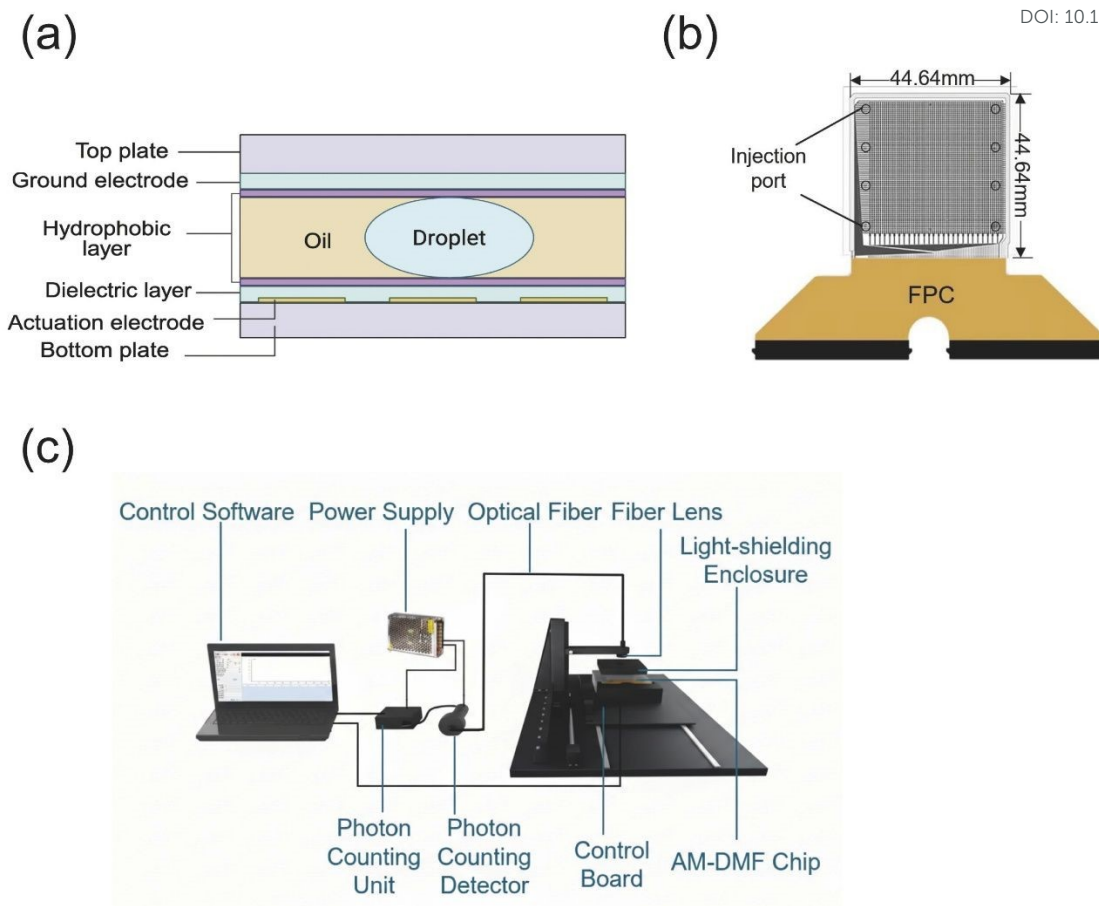 DOI: 10.1
(a)
Top plate
Ground electrode
Hydrophobic
layer
Oil
Droplet
Dielectric layer
Actuation electrode
Bottom plate
(b)
44.64mm
44.64mm
Injection
port
FPC
(c)
Control Software
Power Supply
Optical Fiber
Fiber Lens
Light-shielding
Enclosure
Photon
Counting
Unit
Photon
Counting
Detector
Control
Board
AM-DMF Chip